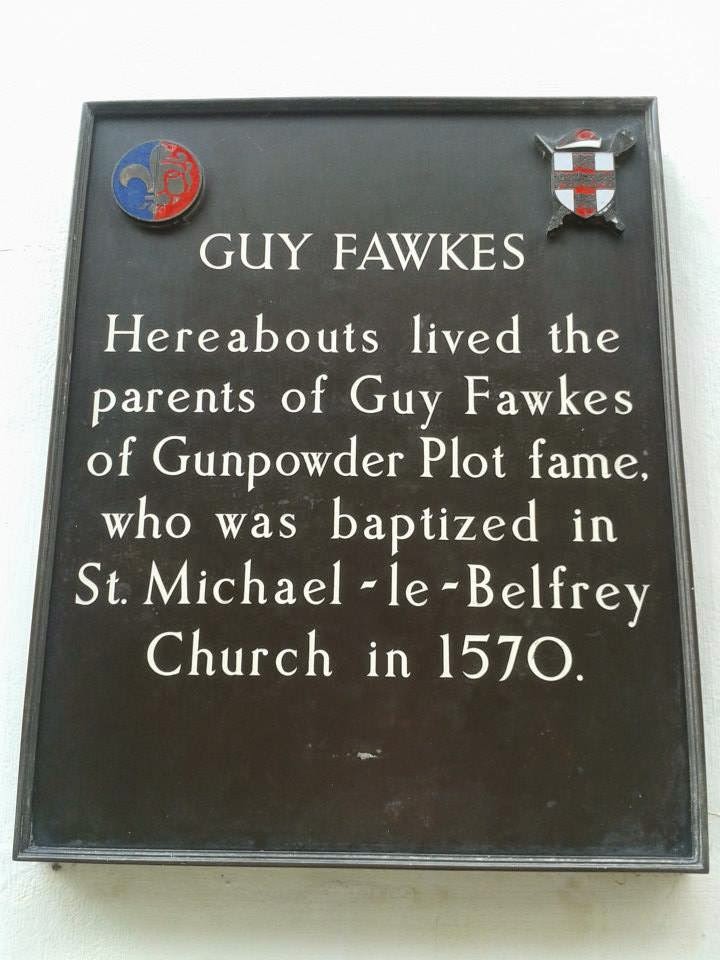 GUY FAWKES
Hereabouts lived the
parents of Guy Fawkes
of Gunpowder Plot fame,
who was baptized in
St. Michael-le-Belfrey
Church in 1570.